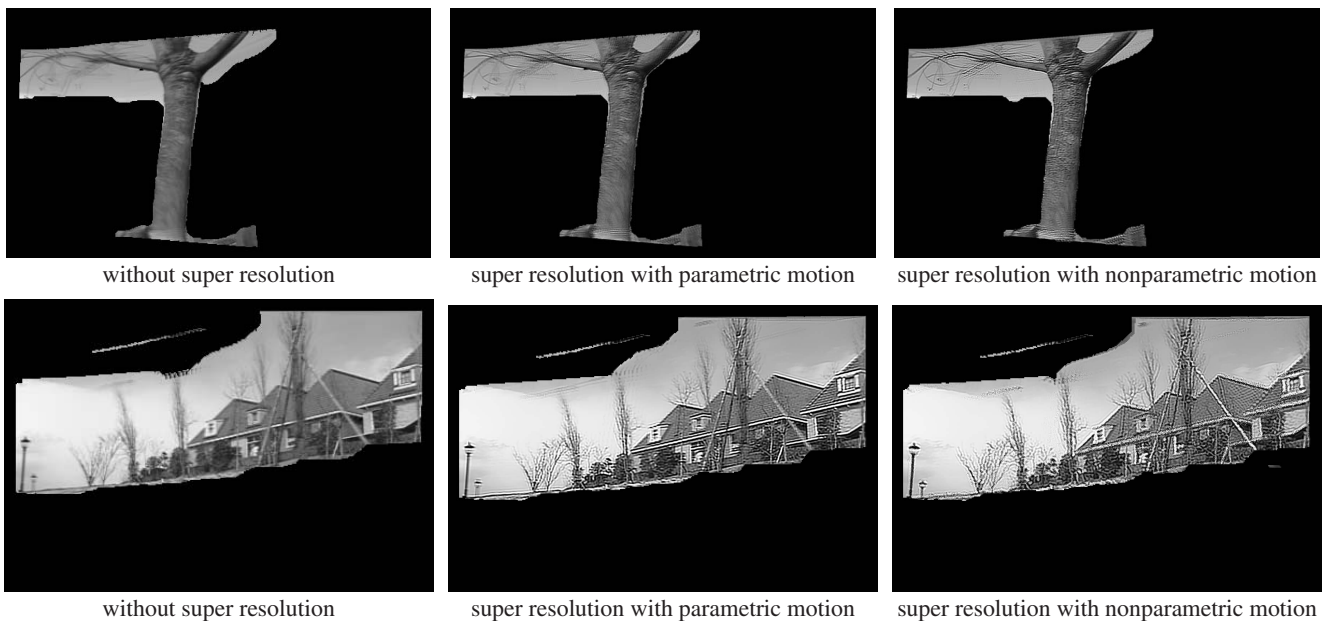 without super resolution
super resolution with parametric motion
super resolution with nonparametric motion
without super resolution
super resolution with parametric motion
super resolution with nonparametric motion